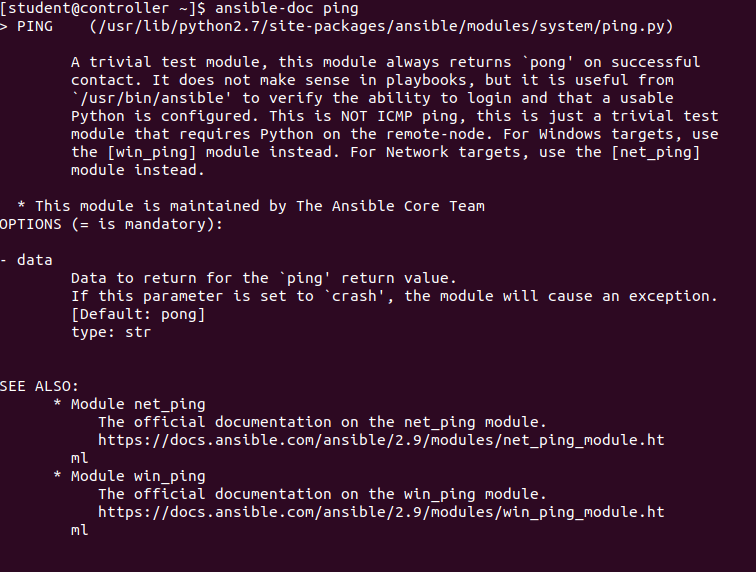 [student@controller ~]$ ansible-doc ping
> PING    (/usr/lib/python2.7/site-packages/ansible/modules/system/ping.py)
A trivial test module, this module always returns `pong' on successful
contact. It does not make sense in playbooks, but it is useful from
`/usr/bin/ansible' to verify the ability to login and that a usable
Python is configured. This is NOT ICMP ping, this is just a trivial test
module that requires Python on the remote-node. For Windows targets, use
the [win_ping] module instead. For Network targets, use the [net_ping]
module instead.
* This module is maintained by The Ansible Core Team
OPTIONS (= is mandatory):
- data
Data to return for the `ping' return value.
If this parameter is set to `crash', the module will cause an exception.
[Default: pong]
type: str
SEE ALSO:
* Module net_ping
The official documentation on the net_ping module.
https://docs.ansible.com/ansible/2.9/modules/net_ping_module.ht
ml
* Module win_ping
The official documentation on the win_ping module.
https://docs.ansible.com/ansible/2.9/modules/win_ping_module.ht
ml